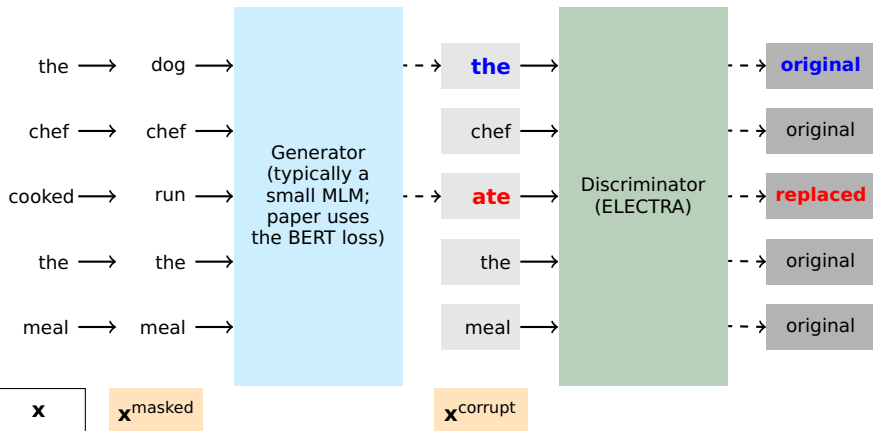 the dog the original
chef chef chef original
cooked run ate replaced
the the the original
meal meal meal original
Generator
(typically a
small MLM;
paper uses
the BERT loss)
Discriminator
(ELECTRA)
x x^masked x^corrupt